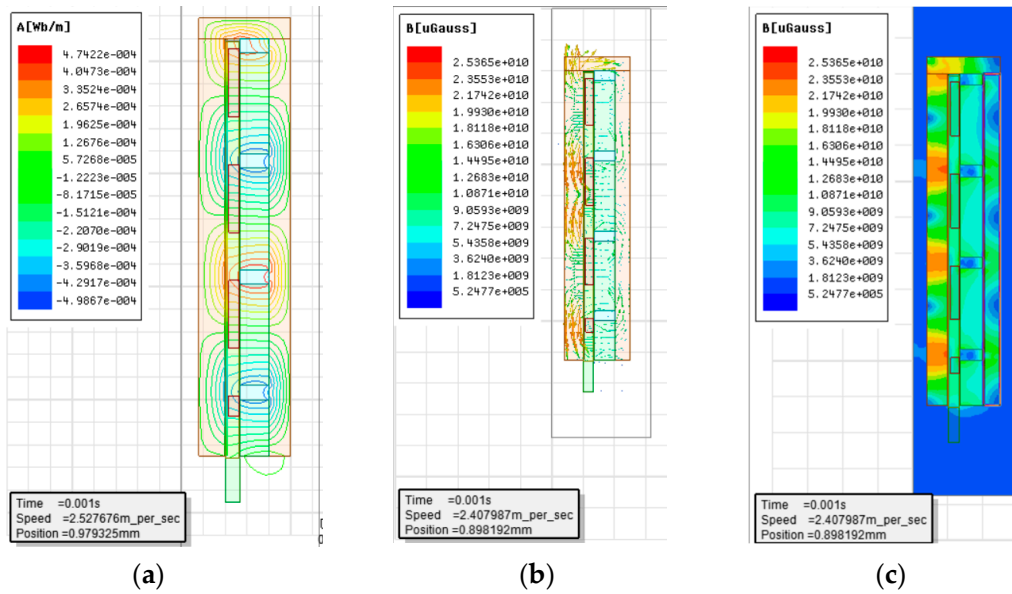 A[Wb/m]
4.7422e-004
4.0473e-004
3.3524e-004
2.6574e-004
1.9625e-004
1.2676e-004
5.7268e-005
-1.2223e-005
-8.1715e-005
-1.5121e-004
-2.2070e-004
-2.9019e-004
-3.5968e-004
-4.2917e-004
-4.9867e-004
Time =0.001s
Speed =2.527676m_per_sec
Position =0.979325mm
(a)
B[uGauss]
2.5365e+010
2.3553e+010
2.1742e+010
1.9930e+010
1.8118e+010
1.6306e+010
1.4495e+010
1.2683e+010
1.0871e+010
9.0593e+009
7.2475e+009
5.4358e+009
3.6240e+009
1.8123e+009
5.2477e+005
Time =0.001s
Speed =2.407987m_per_sec
Position =0.898192mm
(b)
B[uGauss]
2.5365e+010
2.3553e+010
2.1742e+010
1.9930e+010
1.8118e+010
1.6306e+010
1.4495e+010
1.2683e+010
1.0871e+010
9.0593e+009
7.2475e+009
5.4358e+009
3.6240e+009
1.8123e+009
5.2477e+005
Time =0.001s
Speed =2.407987m_per_sec
Position =0.898192mm
(c)